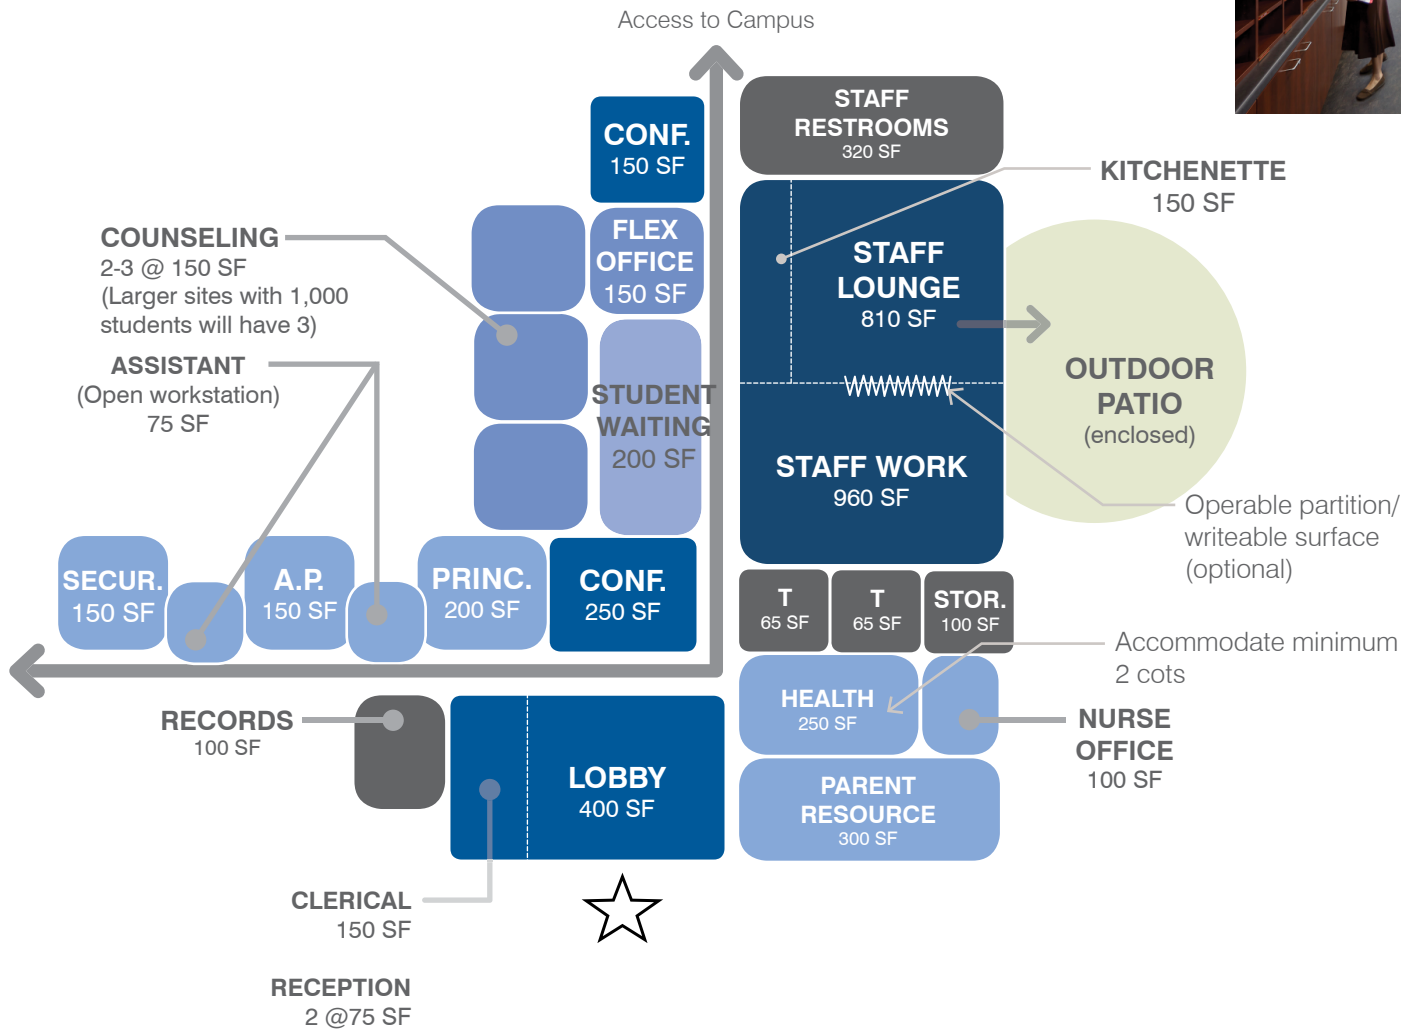 Access to Campus
CONF.
150 SF
STAFF
RESTROOMS
320 SF
KITCHENETTE
150 SF
COUNSELING
2-3 @ 150 SF
(Larger sites with 1,000
students will have 3)
FLEX
OFFICE
150 SF
STAFF
LOUNGE
810 SF
ASSISTANT
(Open workstation)
75 SF
STUDENT
WAITING
200 SF
OUTDOOR
PATIO
(enclosed)
STAFF WORK
960 SF
Operable partition/
writeable surface
(optional)
SECUR.
150 SF
A.P.
150 SF
PRINC.
200 SF
CONF.
250 SF
T
65 SF
T
65 SF
STOR.
100 SF
Accommodate minimum
2 cots
HEALTH
250 SF
NURSE
OFFICE
100 SF
RECORDS
100 SF
LOBBY
400 SF
PARENT
RESOURCE
300 SF
CLERICAL
150 SF
RECEPTION
2 @75 SF